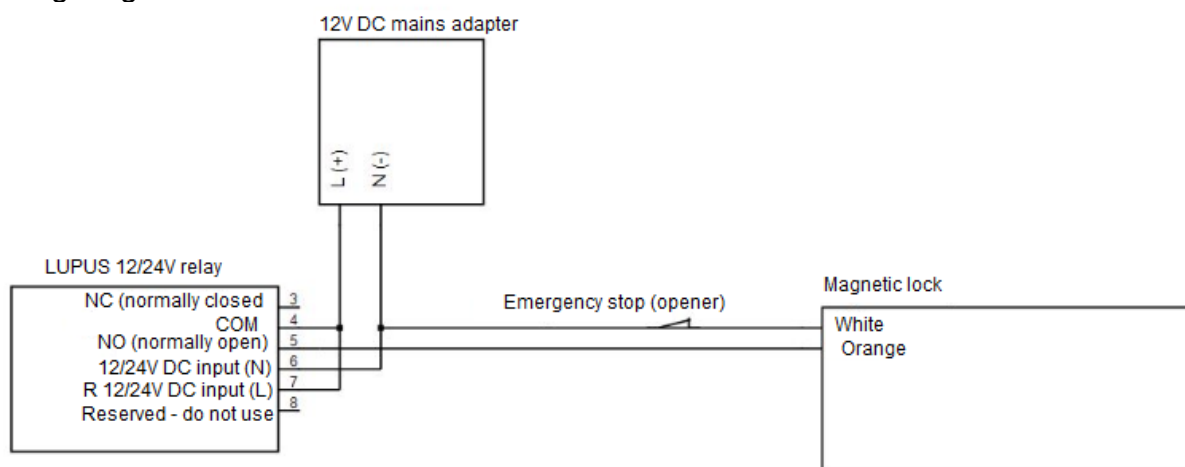 12V DC mains adapter
L (+)
N (-)
LUPUS 12/24V relay
NC (normally closed
3
COM
4
NO (normally open)
5
12/24V DC input (N)
6
R 12/24V DC input (L)
7
Reserved - do not use
8
Emergency stop (opener)
Magnetic lock
White
Orange